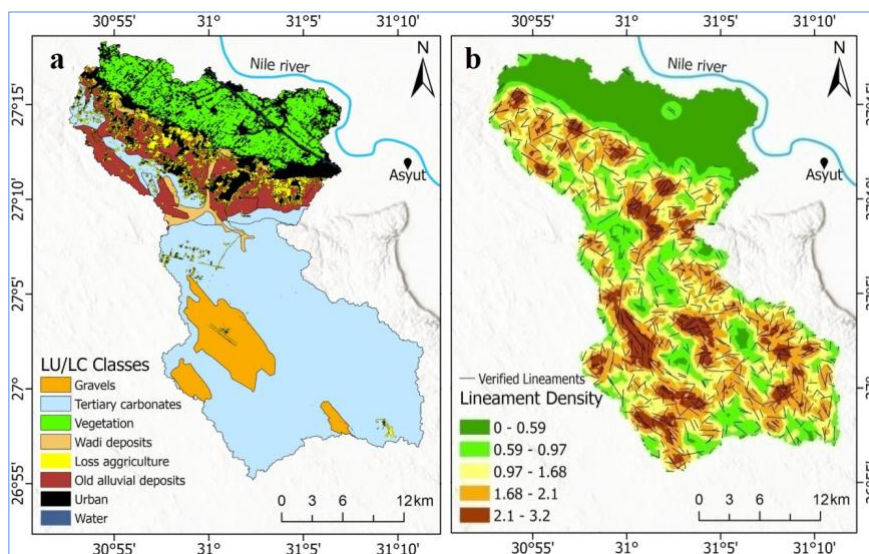 30°55' 31° 31°5' 31°10'
a
Nile river
N
27°15'
27°10'
27°5'
27°
26°55'
Asyut
LU/LC Classes
Gravels
Tertiary carbonates
Vegetation
Wadi deposits
Loss aggriculture
Old alluvial deposits
Urban
Water
0 3 6 12 km
30°55' 31° 31°5' 31°10'
30°55' 31° 31°5' 31°10'
b
Nile river
N
Asyut
Verified Lineaments
Lineament Density
0 - 0.59
0.59 - 0.97
0.97 - 1.68
1.68 - 2.1
2.1 - 3.2
0 3 6 12 km
30°55' 31° 31°5' 31°10'